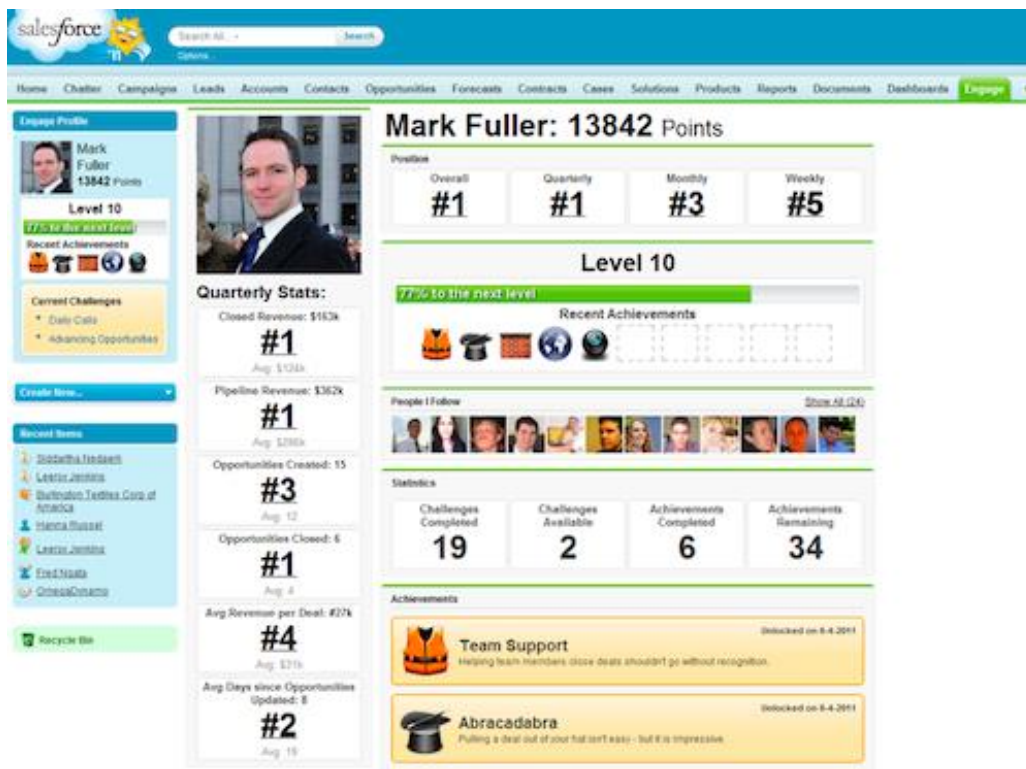 salesforce
Search All...
Search
Options...
Home Chatter Campaigns Leads Accounts Contacts Opportunities Forecasts Contracts Cases Solutions Products Reports Documents Dashboards Engage
Engage Profile
Mark
Fuller
13842 Points
Level 10
77% to the next level
Recent Achievements
Current Challenges
Daily Calls
Advancing Opportunities
Create New...
Recent Items
Siddartha Nedaerk
Leeroy Jenkins
Burlington Textiles Corp of
America
Hanna Russel
Leeroy Jenkins
Fred
OmegaDynamo
Recycle Bin
Quarterly Stats:
Closed Revenue: $163k
#1
Avg: $124k
Pipeline Revenue: $362k
#1
Avg: $286k
Opportunities Created: 15
#3
Avg: 12
Opportunities Closed: 6
#1
Avg: 4
Avg Revenue per Deal: #27k
#4
Avg: $31k
Avg Days since Opportunities
Updated: 8
#2
Avg: 19
Mark Fuller: 13842 Points
Position
Overall
#1
Quarterly
#1
Monthly
#3
Weekly
#5
Level 10
77% to the next level
Recent Achievements
People I Follow
Show All (24)
Statistics
Challenges
Completed
19
Challenges
Available
2
Achievements
Completed
6
Achievements
Remaining
34
Achievements
Unlocked on 6-4-2011
Team Support
Helping team members close deals shouldn't go without recognition.
Unlocked on 6-4-2011
Abracadabra
Pulling a deal out of your hat isn't easy - but it is impressive.